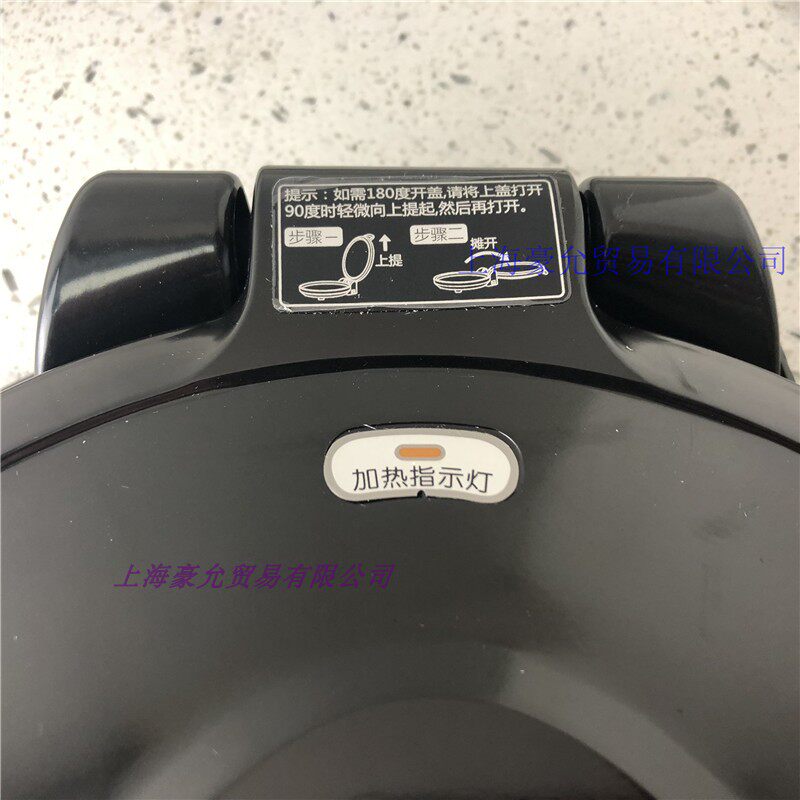 提示：如需180度开盖,请将上盖打开
90度时轻微向上提起,然后再打开。
步骤一
上提
步骤二
摊开
上海豪允贸易有限公司
加热指示灯
上海豪允贸易有限公司